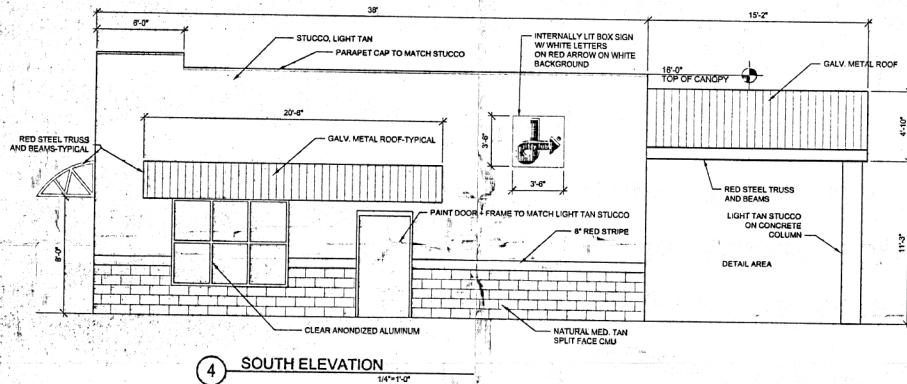 38'
15'-2"
6'-0"
STUCCO, LIGHT TAN
PARAPET CAP TO MATCH STUCCO
INTERNALLY LIT BOX SIGN
W/ WHITE LETTERS
ON RED ARROW ON WHITE
BACKGROUND
GALV. METAL ROOF
16'-0"
TOP OF CANOPY
20'-6"
4'-10"
RED STEEL TRUSS
AND BEAMS-TYPICAL
GALV. METAL ROOF-TYPICAL
3'-6"
3'-6"
RED STEEL TRUSS
AND BEAMS
PAINT DOOR + FRAME TO MATCH LIGHT TAN STUCCO
LIGHT TAN STUCCO
ON CONCRETE
COLUMN
8" RED STRIPE
8'-0"
11'-3"
DETAIL AREA
CLEAR ANONDIZED ALUMINUM
NATURAL MED. TAN
SPLIT FACE CMU
4
SOUTH ELEVATION
1/4"=1'-0"